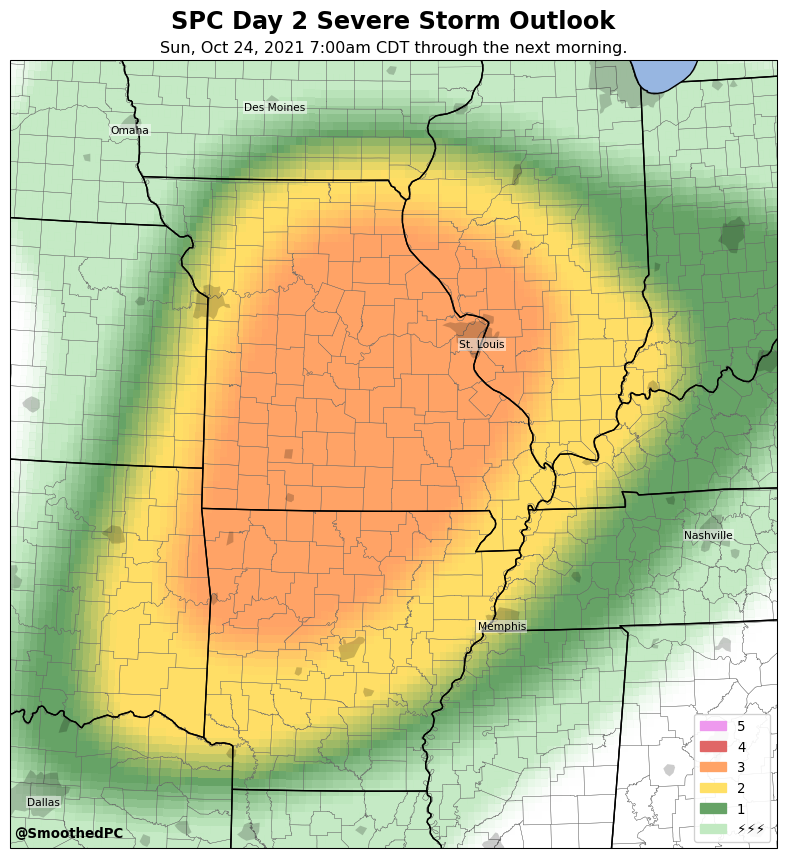 SPC Day 2 Severe Storm Outlook
Sun, Oct 24, 2021 7:00am CDT through the next morning.
Des Moines
Omaha
St. Louis
Nashville
Memphis
Dallas
@SmoothedPC
5
4
3
2
1
⚡⚡⚡